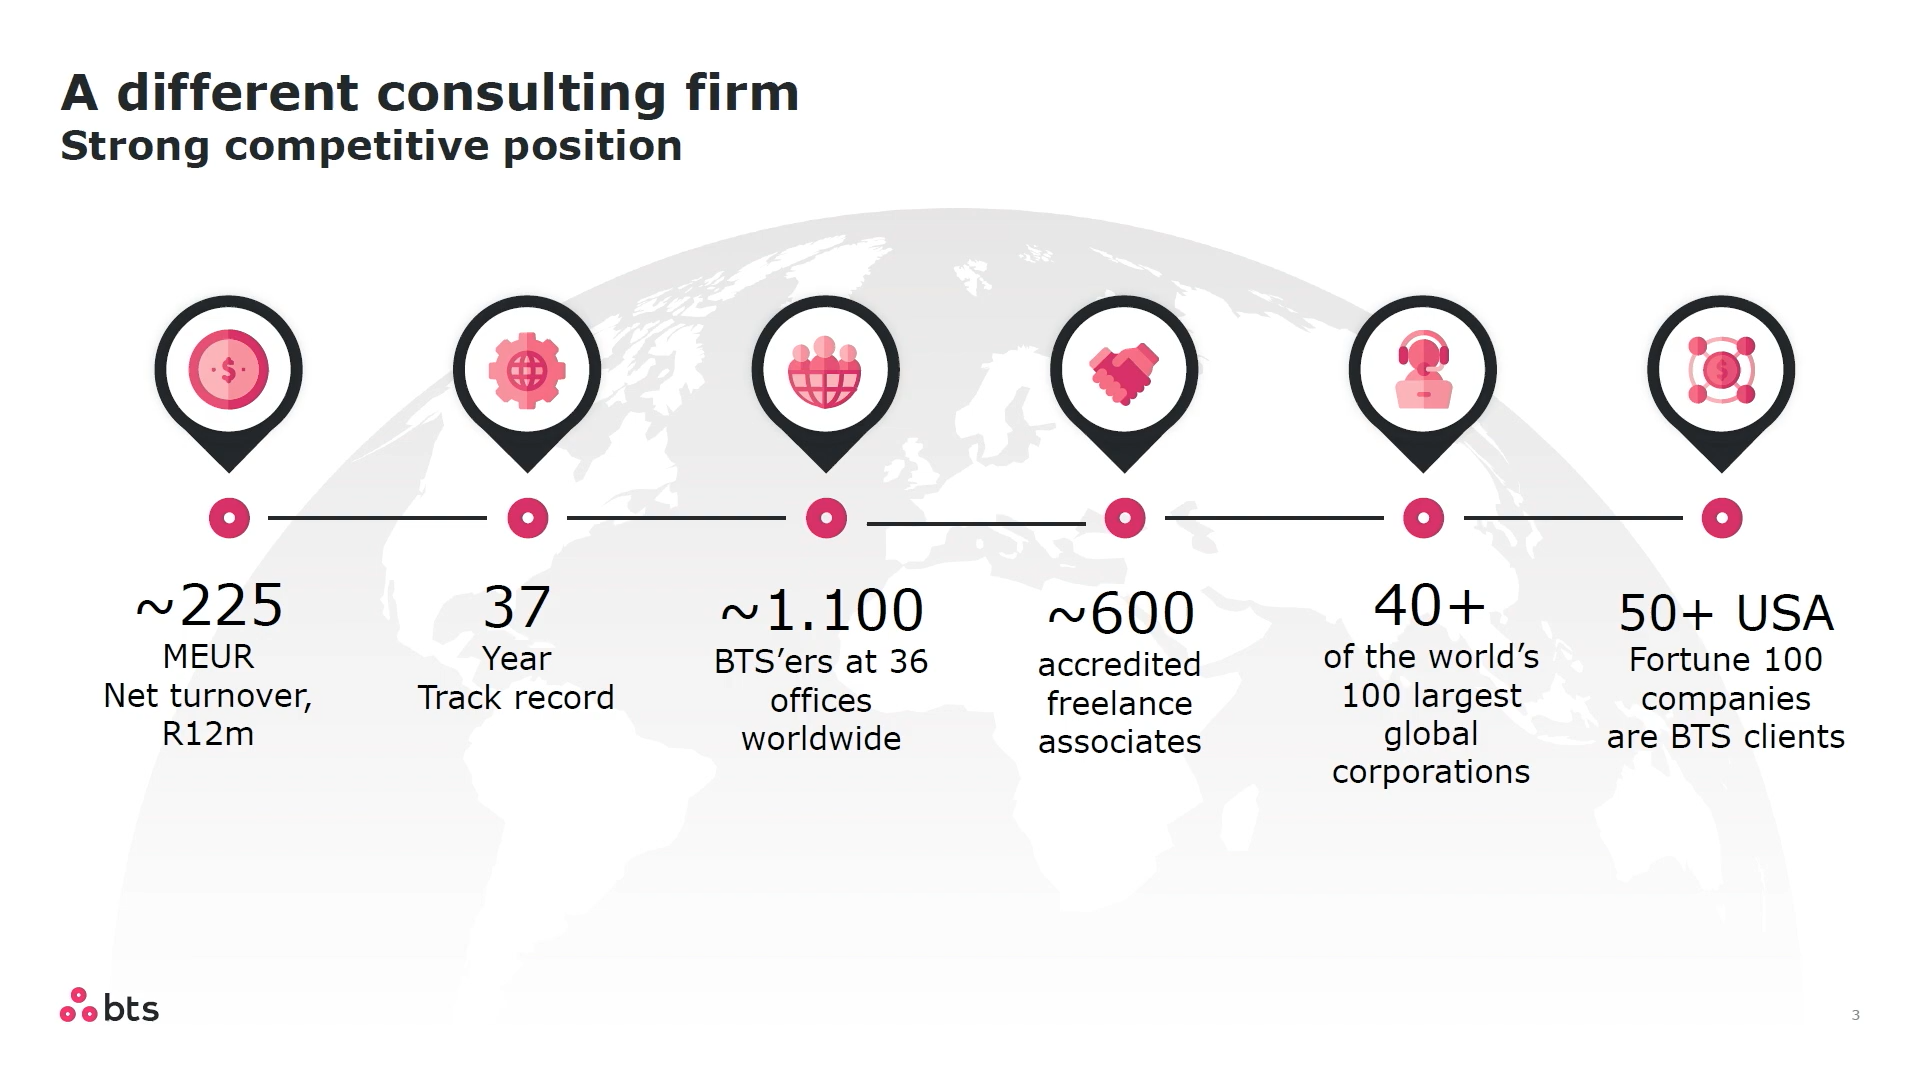 A different consulting firm
Strong competitive position
~225
MEUR
Net turnover,
R12m
37
Year
Track record
~1.100
BTS’ers at 36
offices
worldwide
~600
accredited
freelance
associates
40+
of the world’s
100 largest
global
corporations
50+ USA
Fortune 100
companies
are BTS clients
bts
3